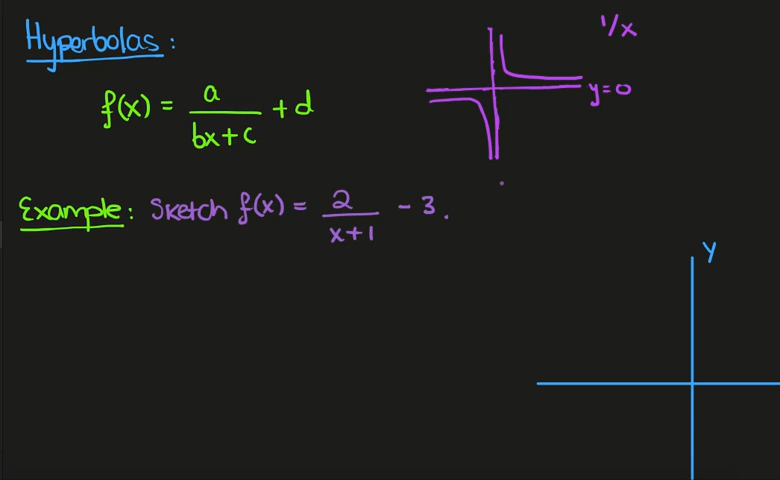 Hyperbolas:
1/x
y=0
f(x) = a/(bx+c) + d
Example: Sketch f(x) = 2/(x+1) - 3.
y